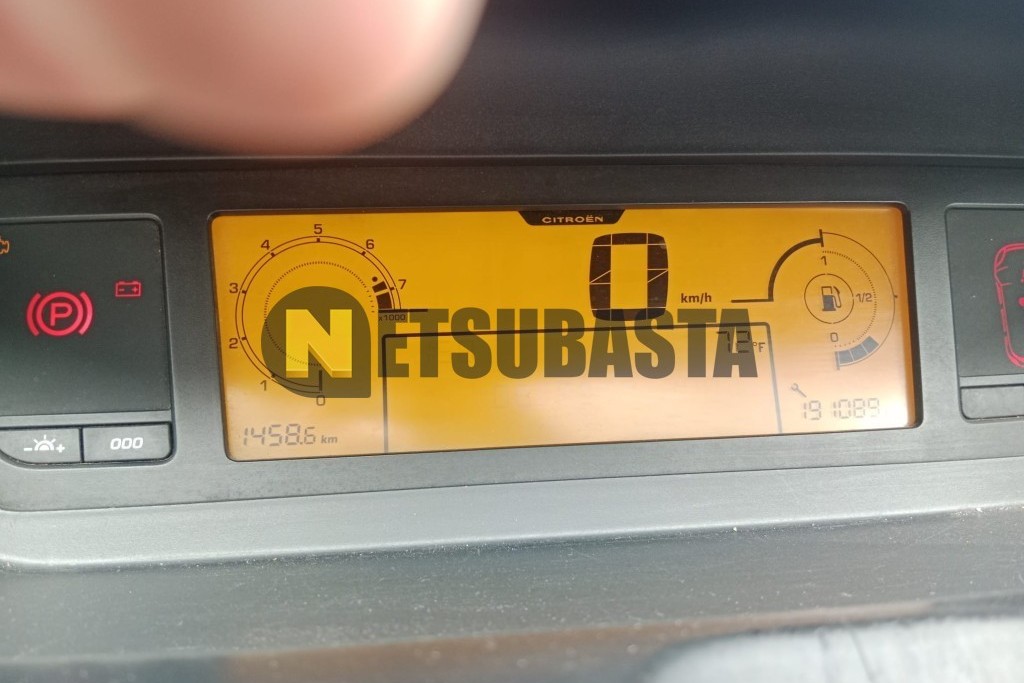 CITROËN
0 1 2 3 4 5 6 7
x1000
0 km/h
1
1/2
0
NETSUBASTA
72°F
P
000
1458.6 km
191089